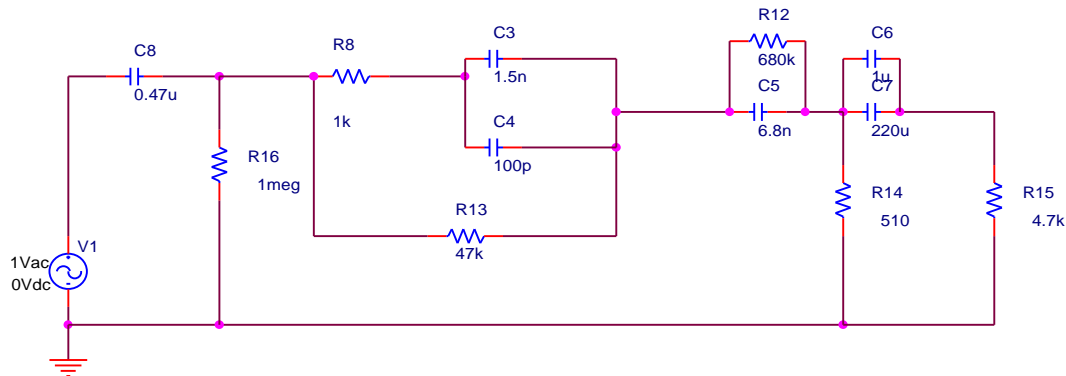 R12
C3
C6
R8
C8
680k
1.5n
1u
C5
C7
0.47u
6.8n
220u
1k
C4
R16
100p
1meg
R14
R15
R13
510
4.7k
V1
47k
1Vac
0Vdc